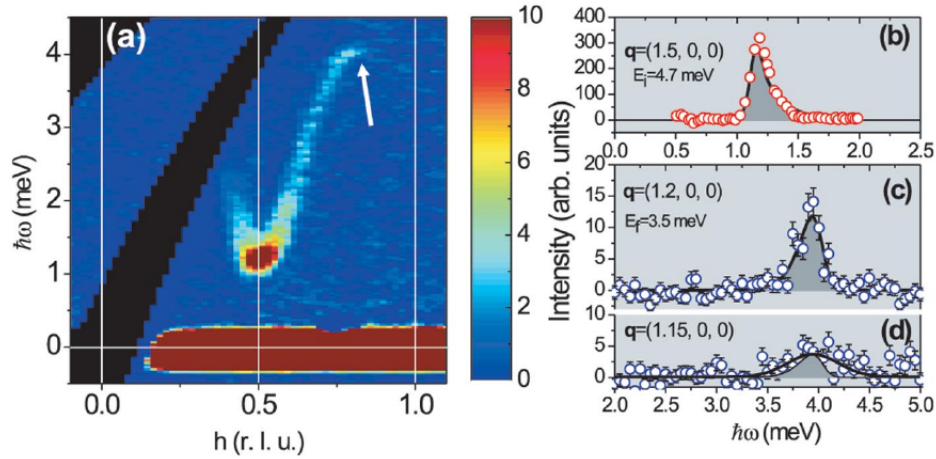 (a)
4
3
2
1
0
ħω (meV)
0.0
0.5
1.0
h (r. l. u.)
10
8
6
4
2
0
Intensity (arb. units)
(b)
q=(1.5, 0, 0)
Ei=4.7 meV
400
300
200
100
0
0.0 0.5 1.0 1.5 2.0 2.5
(c)
q=(1.2, 0, 0)
Ef=3.5 meV
20
15
10
5
0
(d)
q=(1.15, 0, 0)
10
5
0
2.0 2.5 3.0 3.5 4.0 4.5 5.0
ħω (meV)